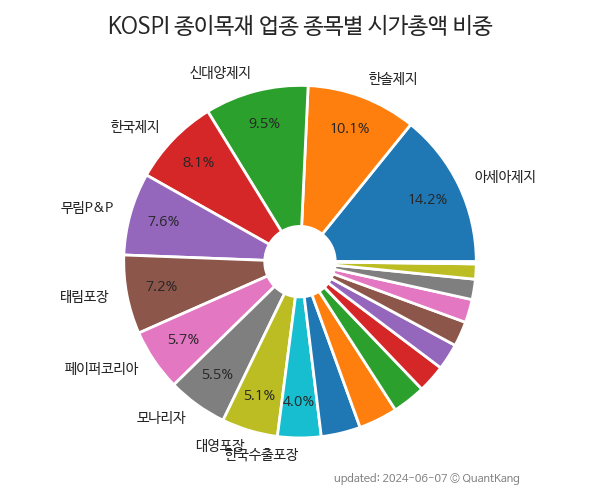 KOSPI 종이목재 업종 종목별 시가총액 비중
아세아제지
14.2%
한솔제지
10.1%
신대양제지
9.5%
한국제지
8.1%
무림P&P
7.6%
태림포장
7.2%
페이퍼코리아
5.7%
모나리자
5.5%
대영포장
5.1%
한국수출포장
4.0%
updated: 2024-06-07 © QuantKang